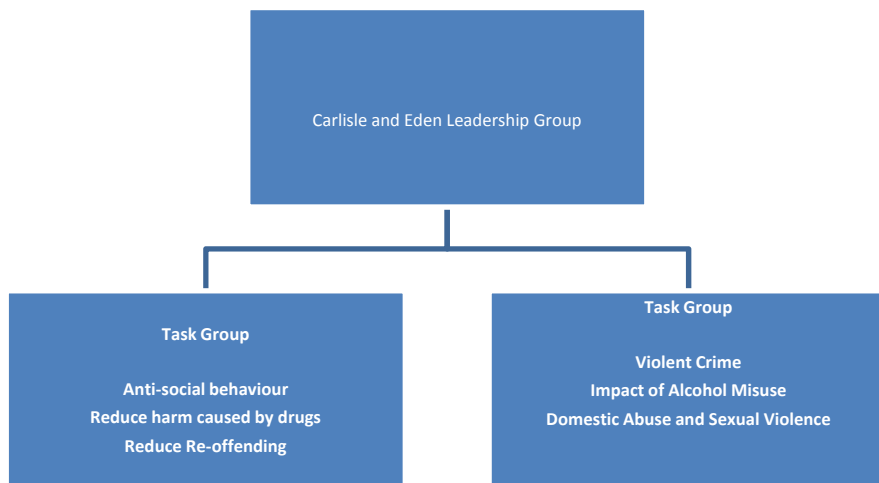 Carlisle and Eden Leadership Group
Task Group
Anti-social behaviour
Reduce harm caused by drugs
Reduce Re-offending
Task Group
Violent Crime
Impact of Alcohol Misuse
Domestic Abuse and Sexual Violence